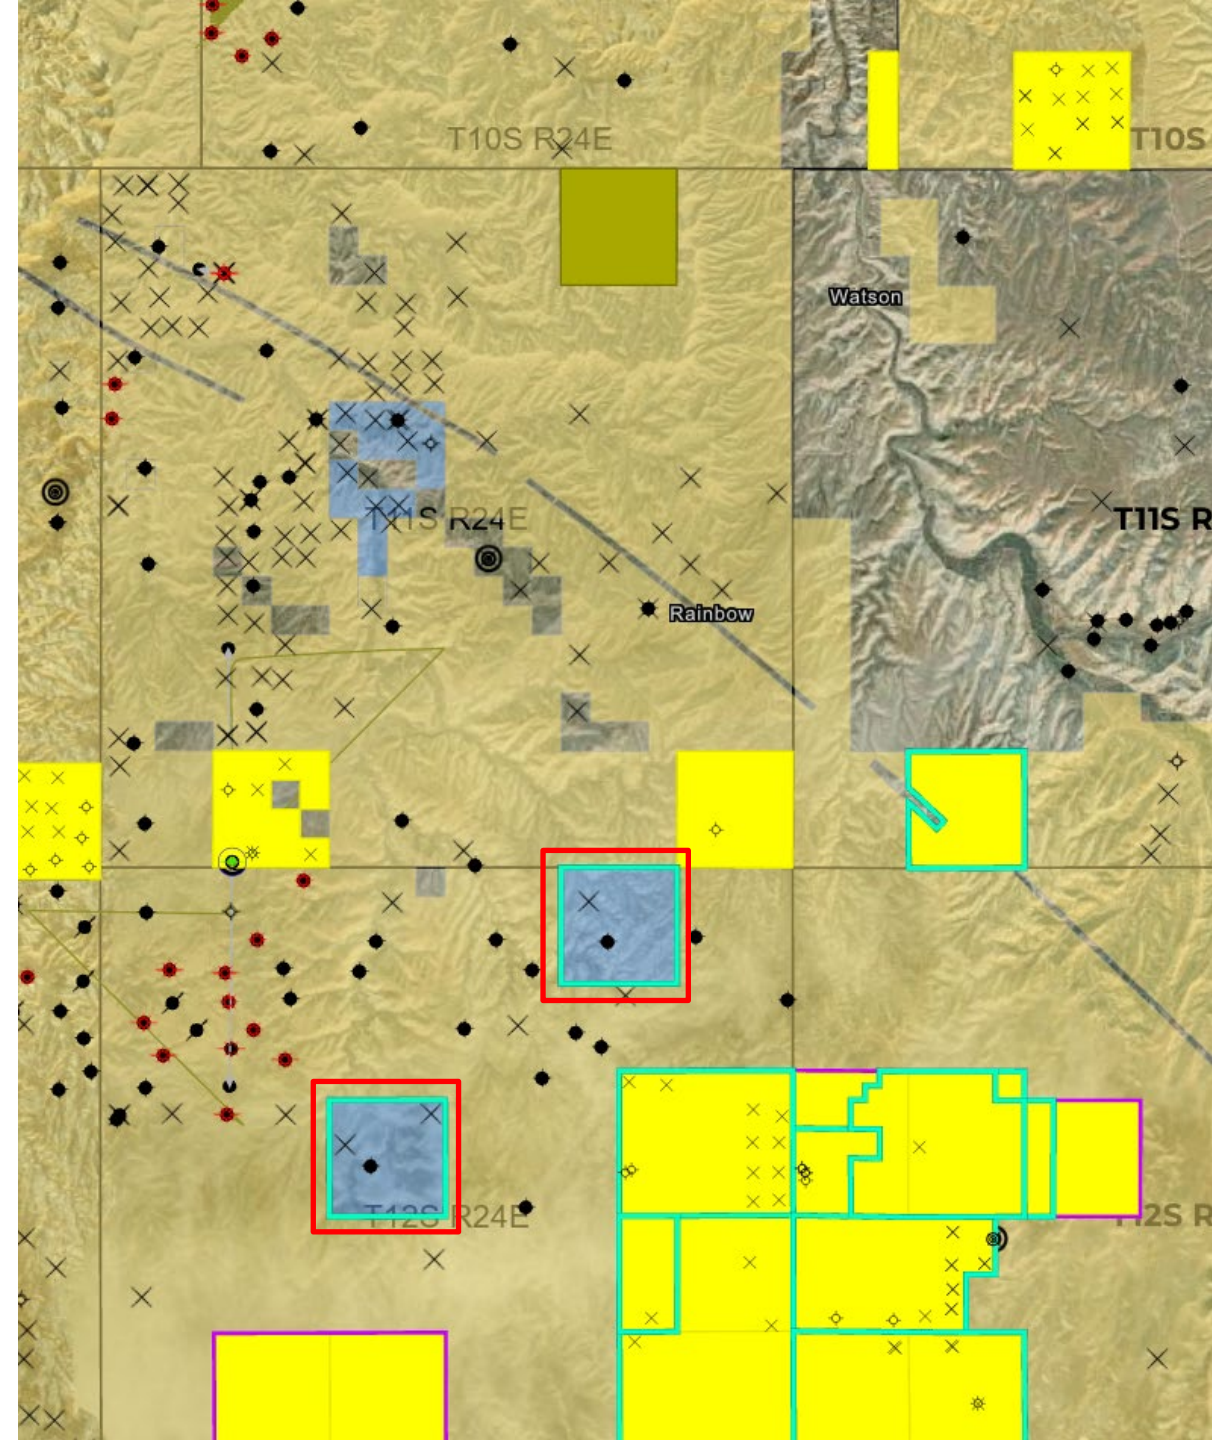 T10S R24E
T10S
Watson
T11S R24E
T11S R
Rainbow
T12S R24E
T12S R